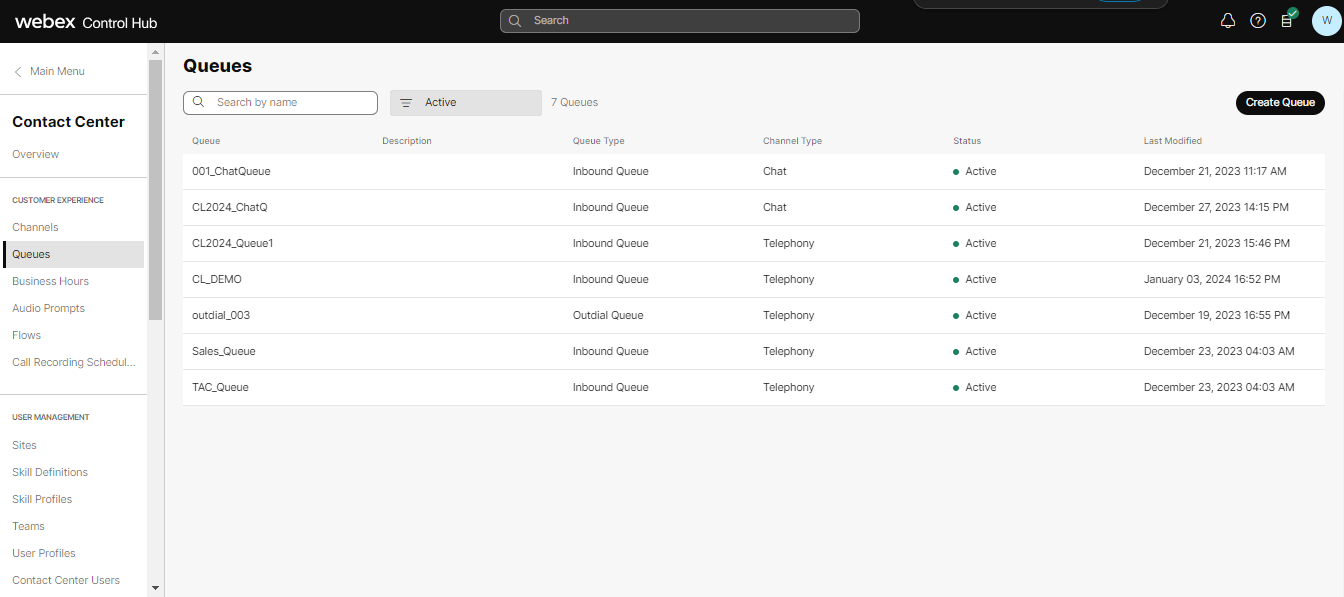 webex Control Hub
Search
W
Main Menu
Contact Center
Overview
CUSTOMER EXPERIENCE
Channels
Queues
Business Hours
Audio Prompts
Flows
Call Recording Schedul...
USER MANAGEMENT
Sites
Skill Definitions
Skill Profiles
Teams
User Profiles
Contact Center Users
Queues
Search by name
Active
7 Queues
Create Queue
Queue Description Queue Type Channel Type Status Last Modified
001_ChatQueue Inbound Queue Chat Active December 21, 2023 11:17 AM
CL2024_ChatQ Inbound Queue Chat Active December 27, 2023 14:15 PM
CL2024_Queue1 Inbound Queue Telephony Active December 21, 2023 15:46 PM
CL_DEMO Inbound Queue Telephony Active January 03, 2024 16:52 PM
outdial_003 Outdial Queue Telephony Active December 19, 2023 16:55 PM
Sales_Queue Inbound Queue Telephony Active December 23, 2023 04:03 AM
TAC_Queue Inbound Queue Telephony Active December 23, 2023 04:03 AM